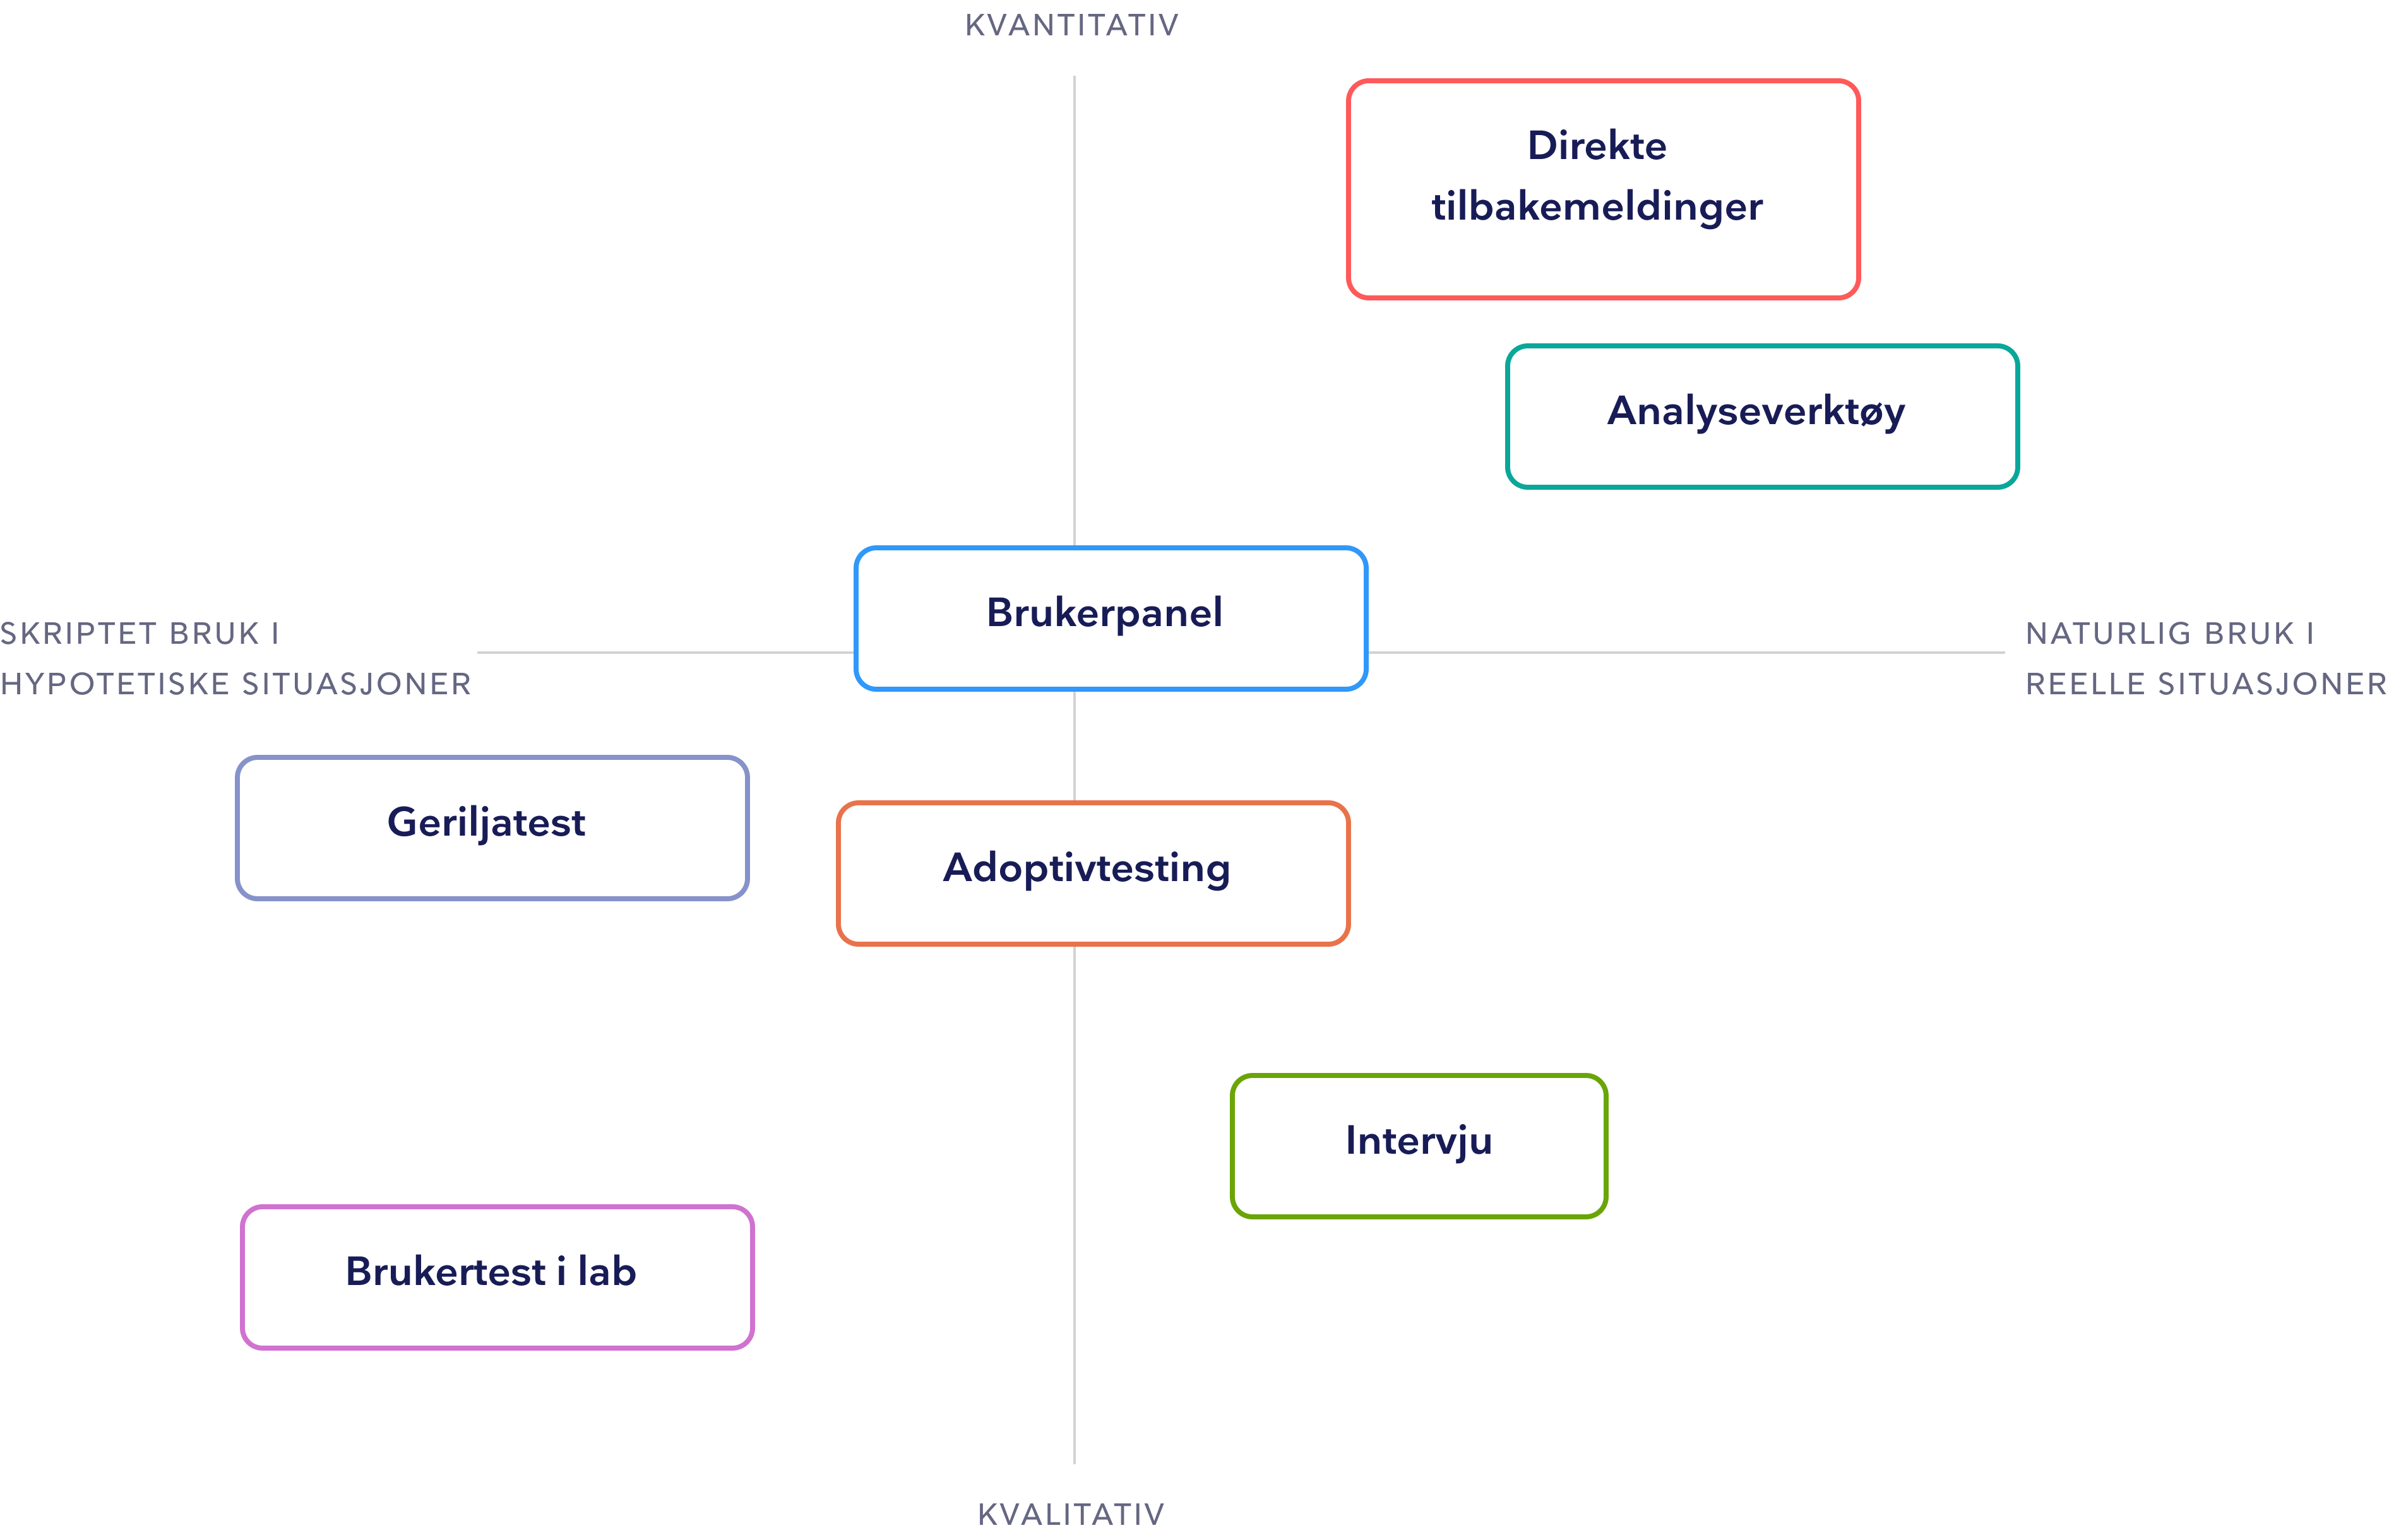 KVANTITATIV
Direkte
tilbakemeldinger
Analyseverktøy
Brukerpanel
SKRIPTET BRUK I
HYPOTETISKE SITUASJONER
NATURLIG BRUK I
REELLE SITUASJONER
Geriljatest
Adoptivtesting
Intervju
Brukertest i lab
KVALITATIV